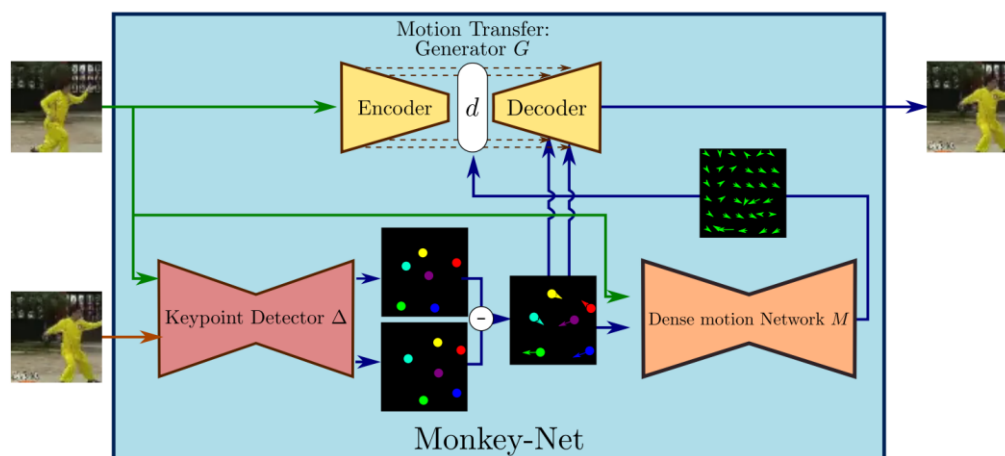 Motion Transfer:
Generator G
Encoder
d
Decoder
Keypoint Detector Δ
-
Dense motion Network M
Monkey-Net